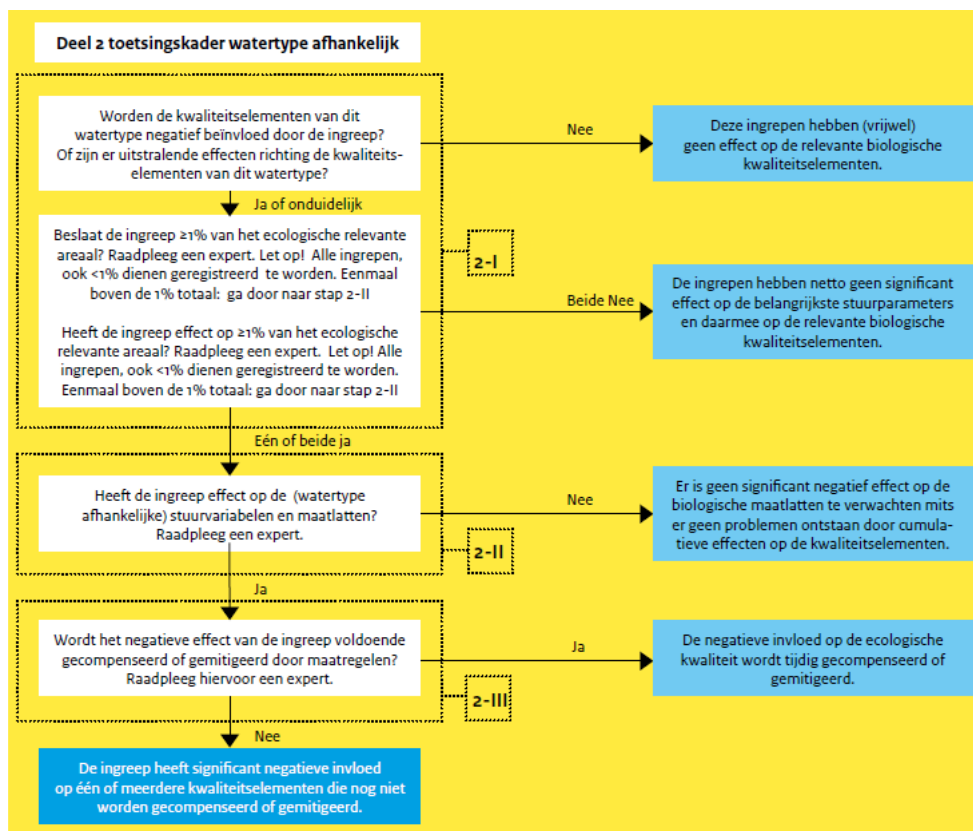 Deel 2 toetsingskader watertype afhankelijk
Worden de kwaliteitselementen van dit
watertype negatief beïnvloed door de ingreep?
Of zijn er uitstralende effecten richting de kwaliteits-
elementen van dit watertype?
Nee
Deze ingrepen hebben (vrijwel)
geen effect op de relevante biologische
kwaliteitselementen.
Ja of onduidelijk
Beslaat de ingreep ≥1% van het ecologische relevante
areaal? Raadpleeg een expert. Let op! Alle ingrepen,
ook <1% dienen geregistreerd te worden. Eenmaal
boven de 1% totaal: ga door naar stap 2-II
2-I
Heeft de ingreep effect op ≥1% van het ecologische
relevante areaal? Raadpleeg een expert. Let op! Alle
ingrepen, ook <1% dienen geregistreerd te worden.
Eenmaal boven de 1% totaal: ga door naar stap 2-II
Beide Nee
De ingrepen hebben netto geen significant
effect op de belangrijkste stuurparameters
en daarmee op de relevante biologische
kwaliteitselementen.
Eén of beide ja
Heeft de ingreep effect op de (watertype
afhankelijke) stuurvariabelen en maatlatten?
Raadpleeg een expert.
Nee
Er is geen significant negatief effect op de
biologische maatlatten te verwachten mits
er geen problemen ontstaan door cumula-
tieve effecten op de kwaliteitselementen.
2-II
Ja
Wordt het negatieve effect van de ingreep voldoende
gecompenseerd of gemitigeerd door maatregelen?
Raadpleeg hiervoor een expert.
Ja
De negatieve invloed op de ecologische
kwaliteit wordt tijdig gecompenseerd of
gemitigeerd.
2-III
Nee
De ingreep heeft significant negatieve invloed
op één of meerdere kwaliteitselementen die nog niet
worden gecompenseerd of gemitigeerd.